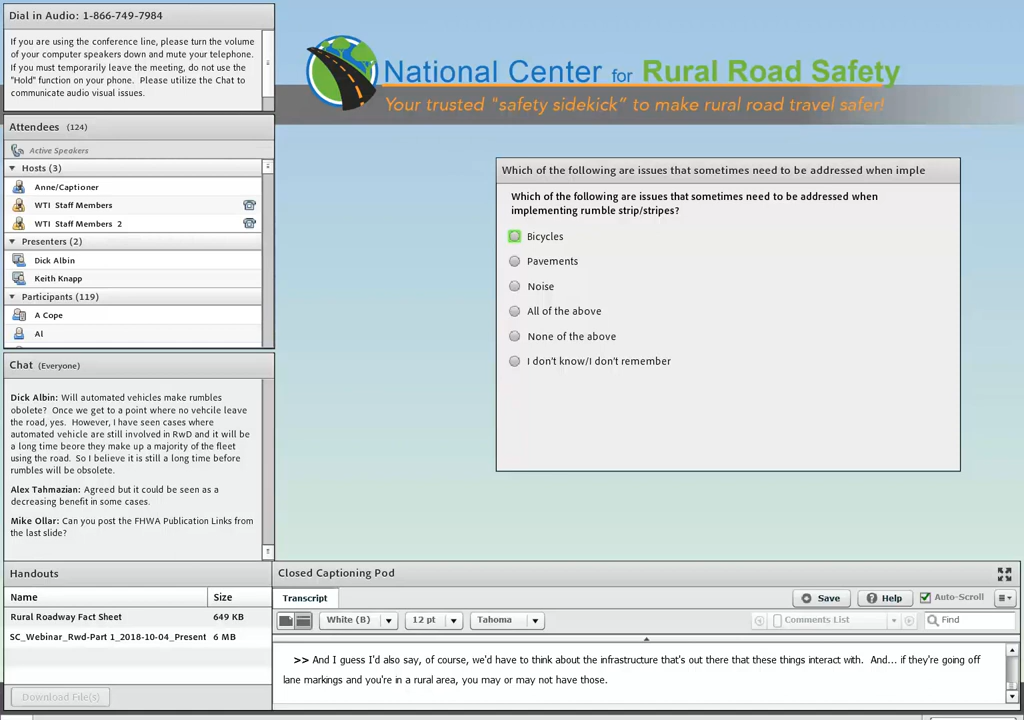 Dial in Audio: 1-866-749-7984
If you are using the conference line, please turn the volume
of your computer speakers down and mute your telephone.
If you must temporarily leave the meeting, do not use the
"Hold" function on your phone. Please utilize the Chat to
communicate audio visual issues.
National Center for Rural Road Safety
Your trusted "safety sidekick" to make rural road travel safer!
Attendees (124)
Active Speakers
Hosts (3)
Anne/Captioner
WTI Staff Members
WTI Staff Members 2
Presenters (2)
Dick Albin
Keith Knapp
Participants (119)
A Cope
Al
Which of the following are issues that sometimes need to be addressed when imple
Which of the following are issues that sometimes need to be addressed when
implementing rumble strip/stripes?
Bicycles
Pavements
Noise
All of the above
None of the above
I don't know/I don't remember
Chat (Everyone)
Dick Albin: Will automated vehicles make rumbles
obolete? Once we get to a point where no vehcile leave
the road, yes. However, I have seen cases where
automated vehicle are still involved in RwD and it will be
a long time beore they make up a majority of the fleet
using the road. So I believe it is still a long time before
rumbles will be obsolete.
Alex Tahmazian: Agreed but it could be seen as a
decreasing benefit in some cases.
Mike Ollar: Can you post the FHWA Publication Links from
the last slide?
Handouts
Name Size
Rural Roadway Fact Sheet 649 KB
SC_Webinar_Rwd-Part 1_2018-10-04_Present 6 MB
Download File(s)
Closed Captioning Pod
Transcript
Save Help Auto-Scroll
White (B) 12 pt Tahoma Comments List Find
>> And I guess I'd also say, of course, we'd have to think about the infrastructure that's out there that these things interact with. And... if they're going off
lane markings and you're in a rural area, you may or may not have those.